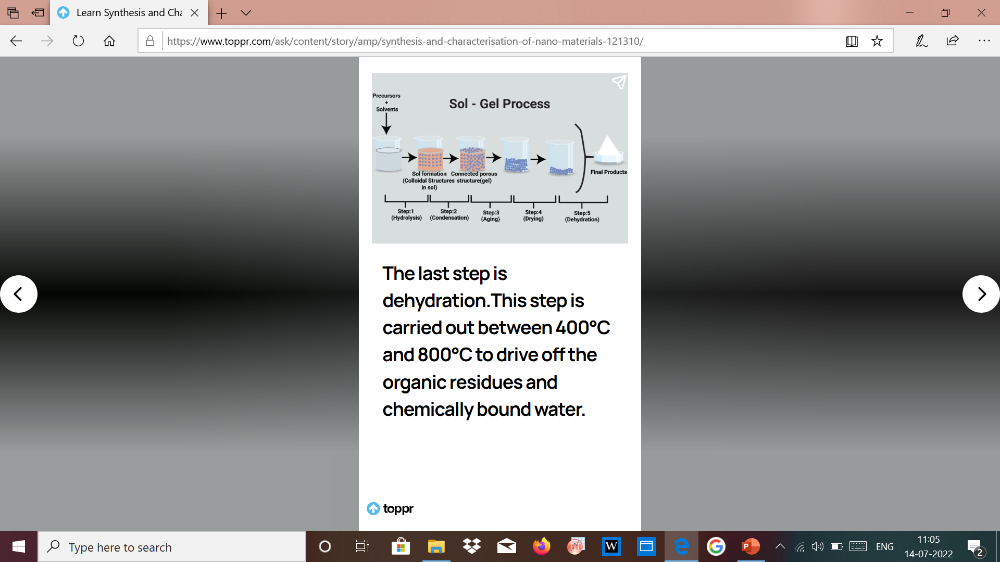 Learn Synthesis and Cha
https://www.toppr.com/ask/content/story/amp/synthesis-and-characterisation-of-nano-materials-121310/
Sol - Gel Process
Precursors
+
Solvents
Sol formation
(Colloidal Structures
in sol)
Connected porous
structure(gel)
Final Products
Step:1
(Hydrolysis)
Step:2
(Condensation)
Step:3
(Aging)
Step:4
(Drying)
Step:5
(Dehydration)
The last step is
dehydration.This step is
carried out between 400°C
and 800°C to drive off the
organic residues and
chemically bound water.
toppr
Type here to search
W
P
ENG
11:05
14-07-2022
2